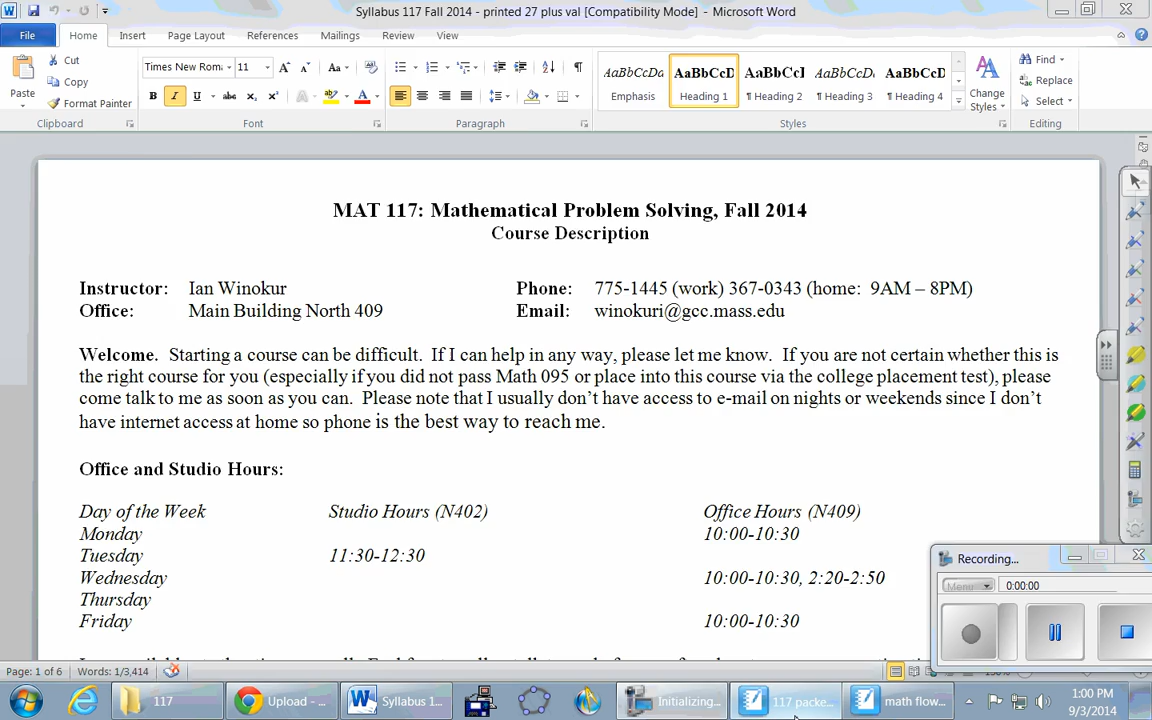 Syllabus 117 Fall 2014 - printed 27 plus val [Compatibility Mode] - Microsoft Word
File Home Insert Page Layout References Mailings Review View
Cut
Copy
Format Painter
Paste
Clipboard
Times New Rom 11
Font
Paragraph
AaBbCcDa AaBbCcD AaBbCcI AaBbCcD AaBbCcD
Emphasis Heading 1 ¶ Heading 2 ¶ Heading 3 ¶ Heading 4
Change Styles
Styles
Find
Replace
Select
Editing
MAT 117: Mathematical Problem Solving, Fall 2014
Course Description
Instructor: Ian Winokur Phone: 775-1445 (work) 367-0343 (home: 9AM – 8PM)
Office: Main Building North 409 Email: winokuri@gcc.mass.edu
Welcome. Starting a course can be difficult. If I can help in any way, please let me know. If you are not certain whether this is
the right course for you (especially if you did not pass Math 095 or place into this course via the college placement test), please
come talk to me as soon as you can. Please note that I usually don't have access to e-mail on nights or weekends since I don't
have internet access at home so phone is the best way to reach me.
Office and Studio Hours:
Day of the Week Studio Hours (N402) Office Hours (N409)
Monday 10:00-10:30
Tuesday 11:30-12:30
Wednesday 10:00-10:30, 2:20-2:50
Thursday
Friday 10:00-10:30
Recording...
Menu 0:00:00
Page: 1 of 6 Words: 1/3,414
117 Upload - ... Syllabus 1... Initializing... 117 packe... math flow...
1:00 PM
9/3/2014